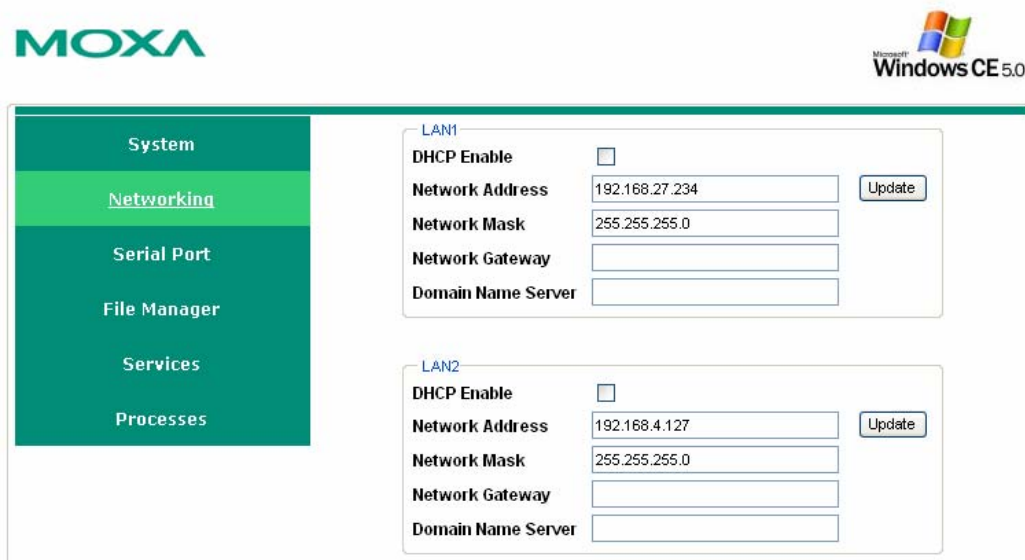 MOXA
Microsoft
Windows CE 5.0
System
Networking
Serial Port
File Manager
Services
Processes
LAN1
DHCP Enable
Network Address 192.168.27.234 Update
Network Mask 255.255.255.0
Network Gateway
Domain Name Server
LAN2
DHCP Enable
Network Address 192.168.4.127 Update
Network Mask 255.255.255.0
Network Gateway
Domain Name Server